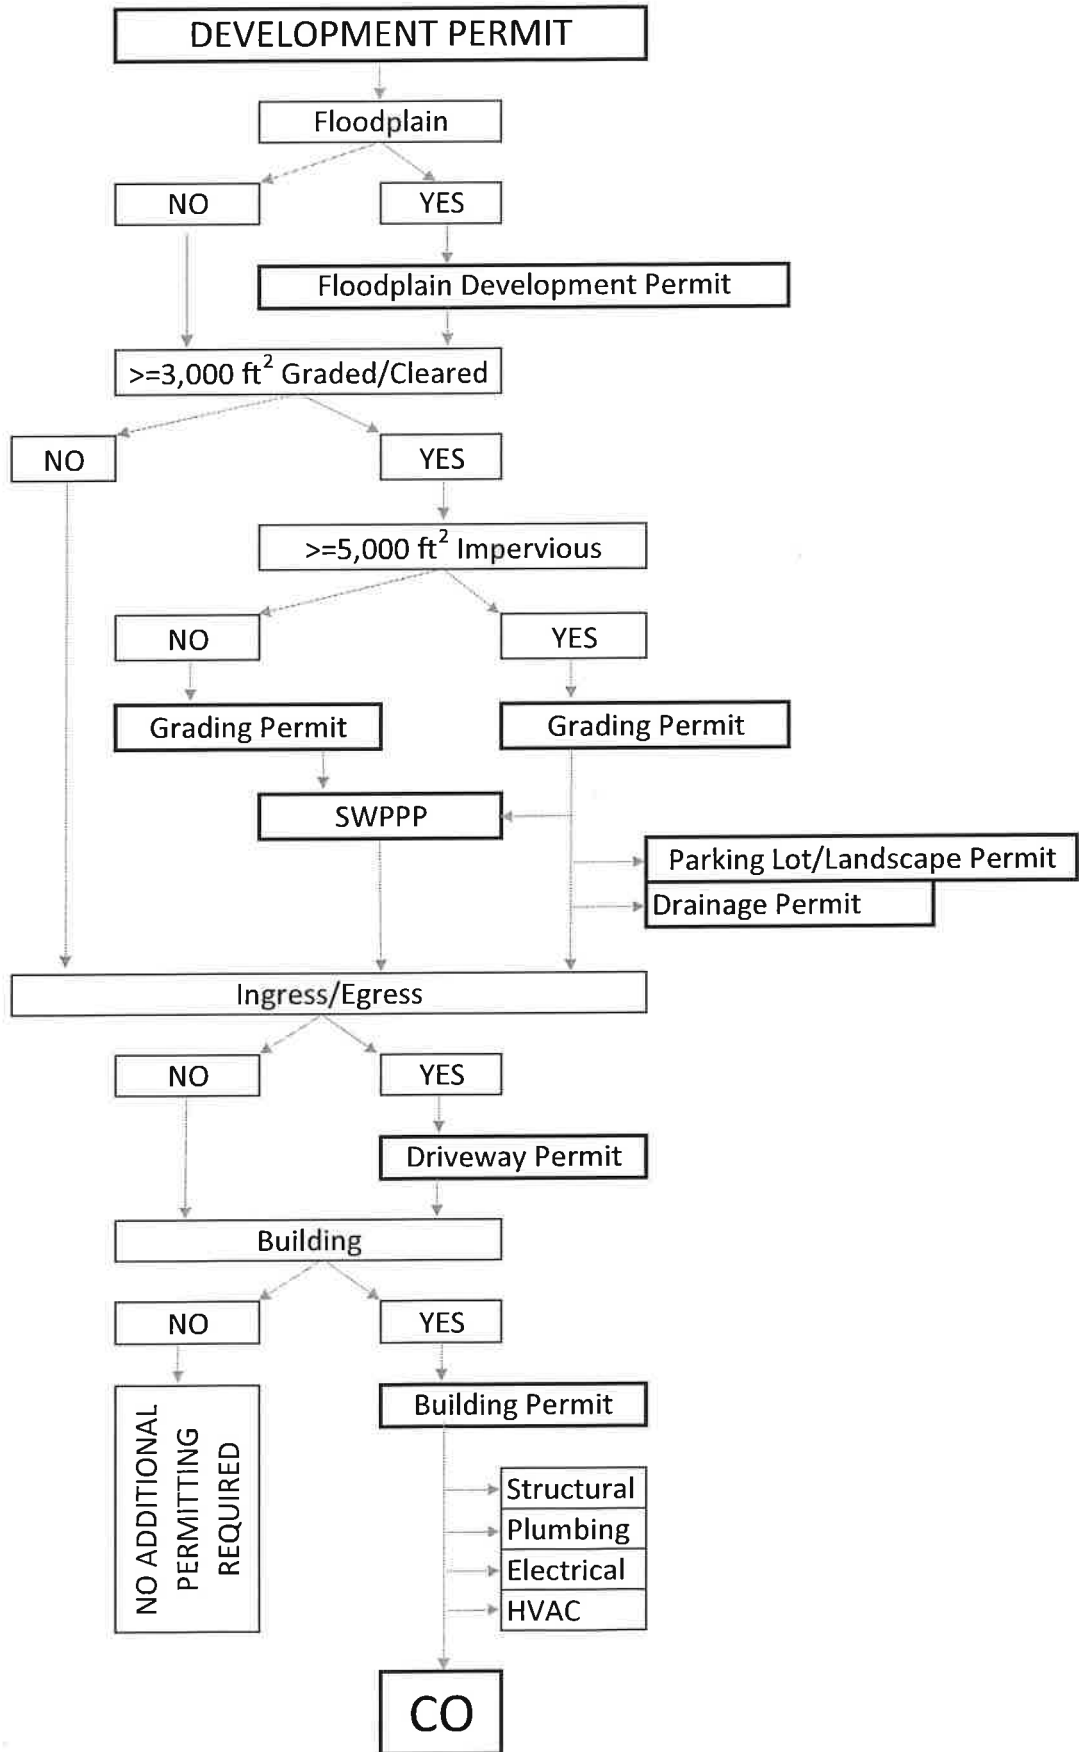 DEVELOPMENT PERMIT
Floodplain
NO
YES
Floodplain Development Permit
>=3,000 ft² Graded/Cleared
NO
YES
>=5,000 ft² Impervious
NO
YES
Grading Permit
Grading Permit
SWPPP
Parking Lot/Landscape Permit
Drainage Permit
Ingress/Egress
NO
YES
Driveway Permit
Building
NO
YES
NO ADDITIONAL
PERMITTING
REQUIRED
Building Permit
Structural
Plumbing
Electrical
HVAC
CO